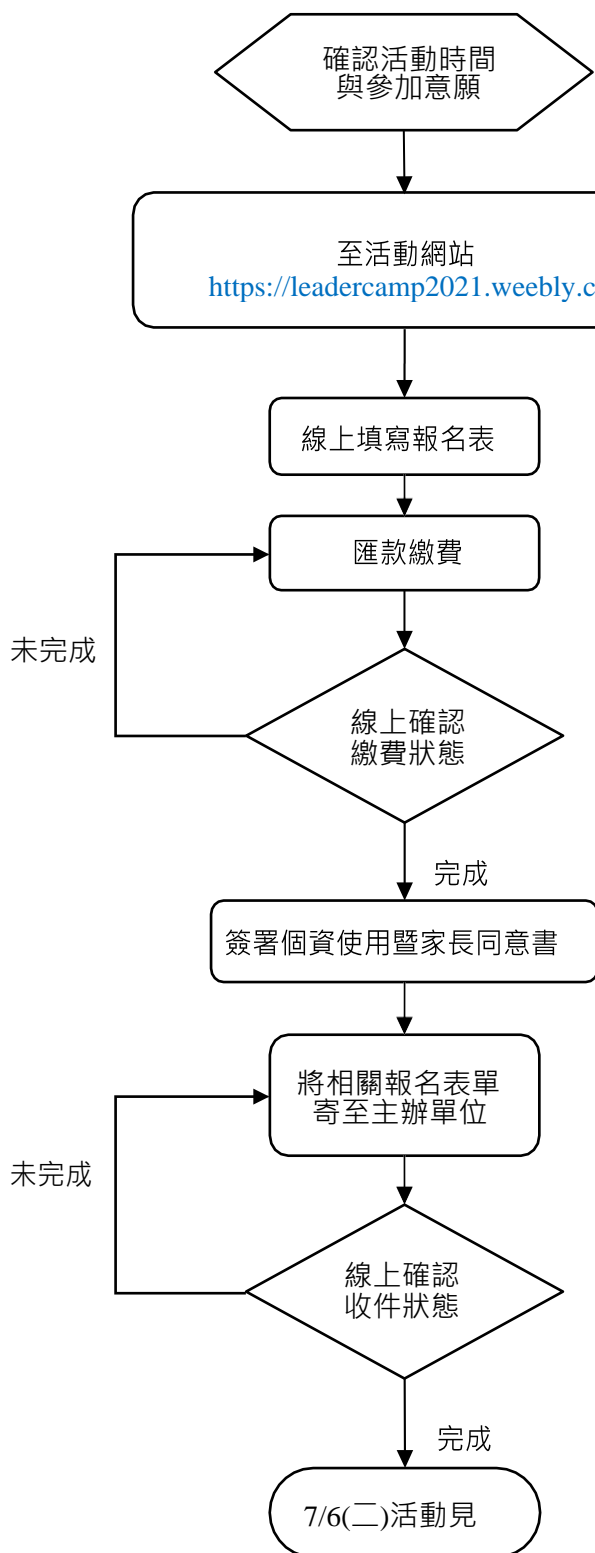 確認活動時間
與參加意願
至活動網站
https://leadercamp2021.weebly.c
線上填寫報名表
匯款繳費
未完成
線上確認
繳費狀態
完成
簽署個資使用暨家長同意書
將相關報名表單
寄至主辦單位
未完成
線上確認
收件狀態
完成
7/6(二)活動見